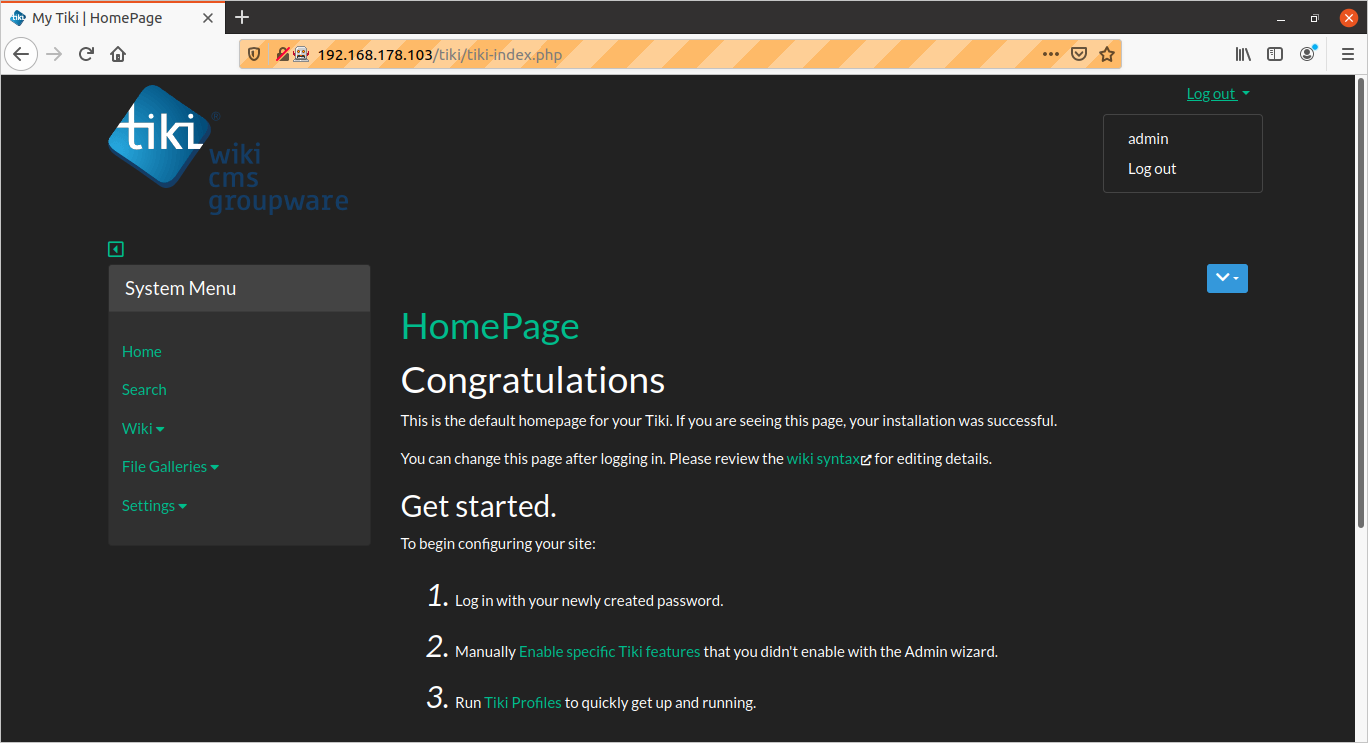 My Tiki | HomePage
192.168.178.103/tiki/tiki-index.php
Log out
admin
Log out
tiki®
wiki
cms
groupware
System Menu
Home
Search
Wiki
File Galleries
Settings
HomePage
Congratulations
This is the default homepage for your Tiki. If you are seeing this page, your installation was successful.
You can change this page after logging in. Please review the wiki syntax for editing details.
Get started.
To begin configuring your site:
1. Log in with your newly created password.
2. Manually Enable specific Tiki features that you didn't enable with the Admin wizard.
3. Run Tiki Profiles to quickly get up and running.